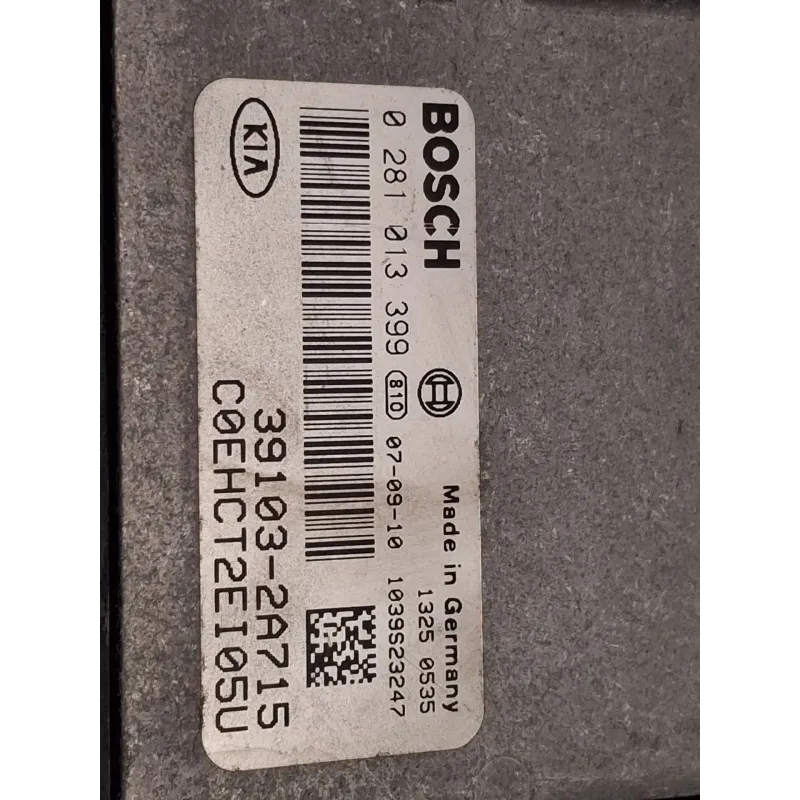 BOSCH
Made in Germany
1325 0535
0 281 013 399 810 07-09-10 1039S23247
KIA
39103-2A715
C0EHCT2EI05U